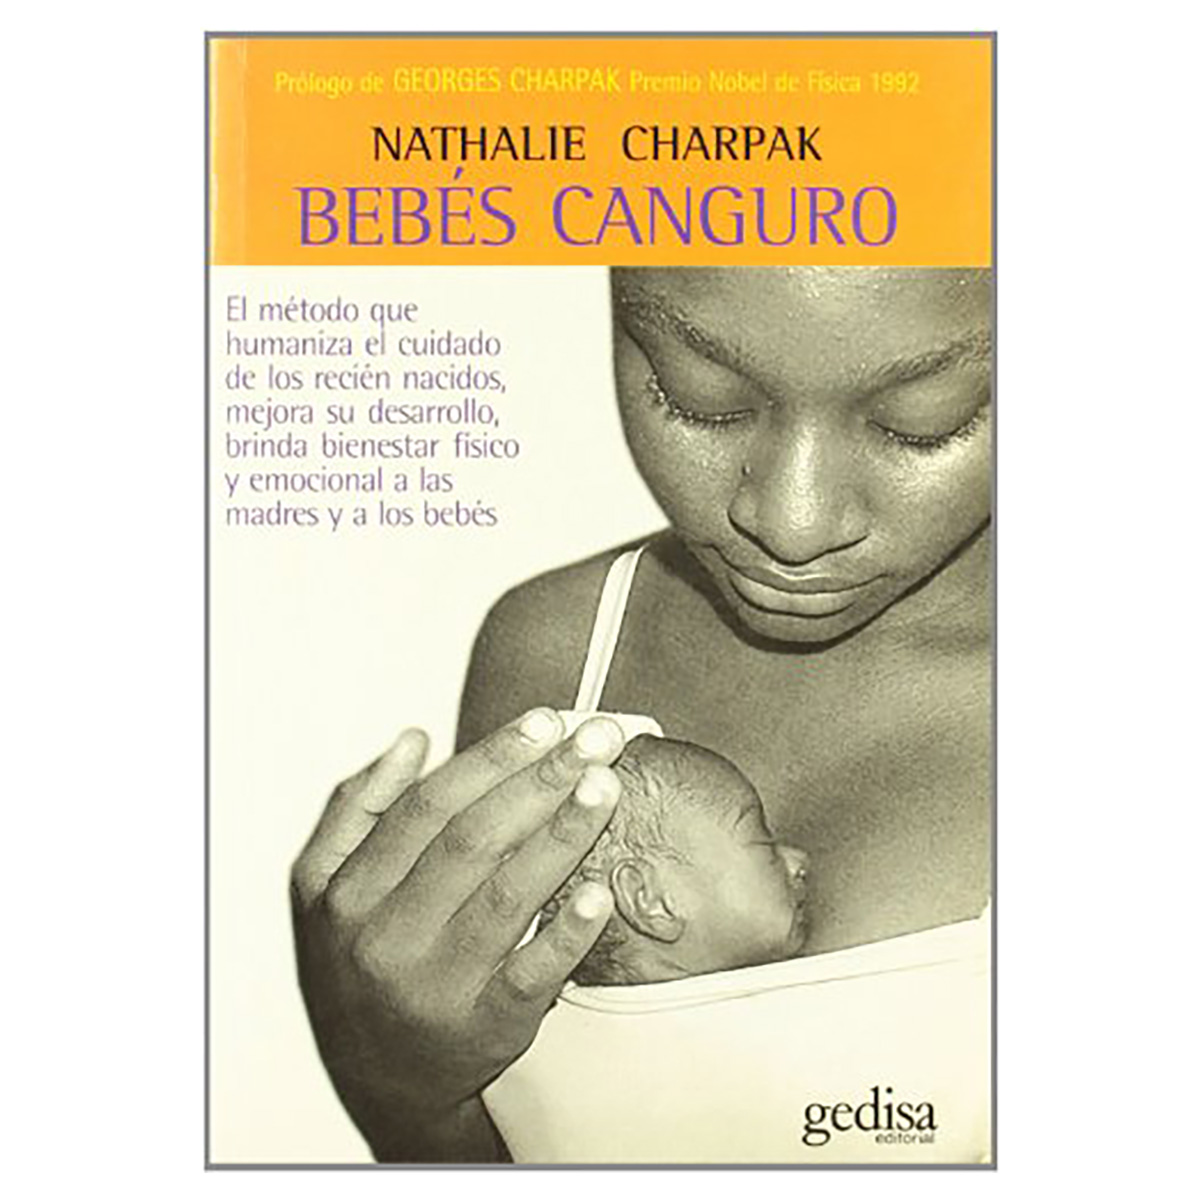 Prólogo de GEORGES CHARPAK Premio Nobel de Física 1992
NATHALIE CHARPAK
BEBÉS CANGURO
El método que
humaniza el cuidado
de los recién nacidos,
mejora su desarrollo,
brinda bienestar físico
y emocional a las
madres y a los bebés
gedisa
editorial